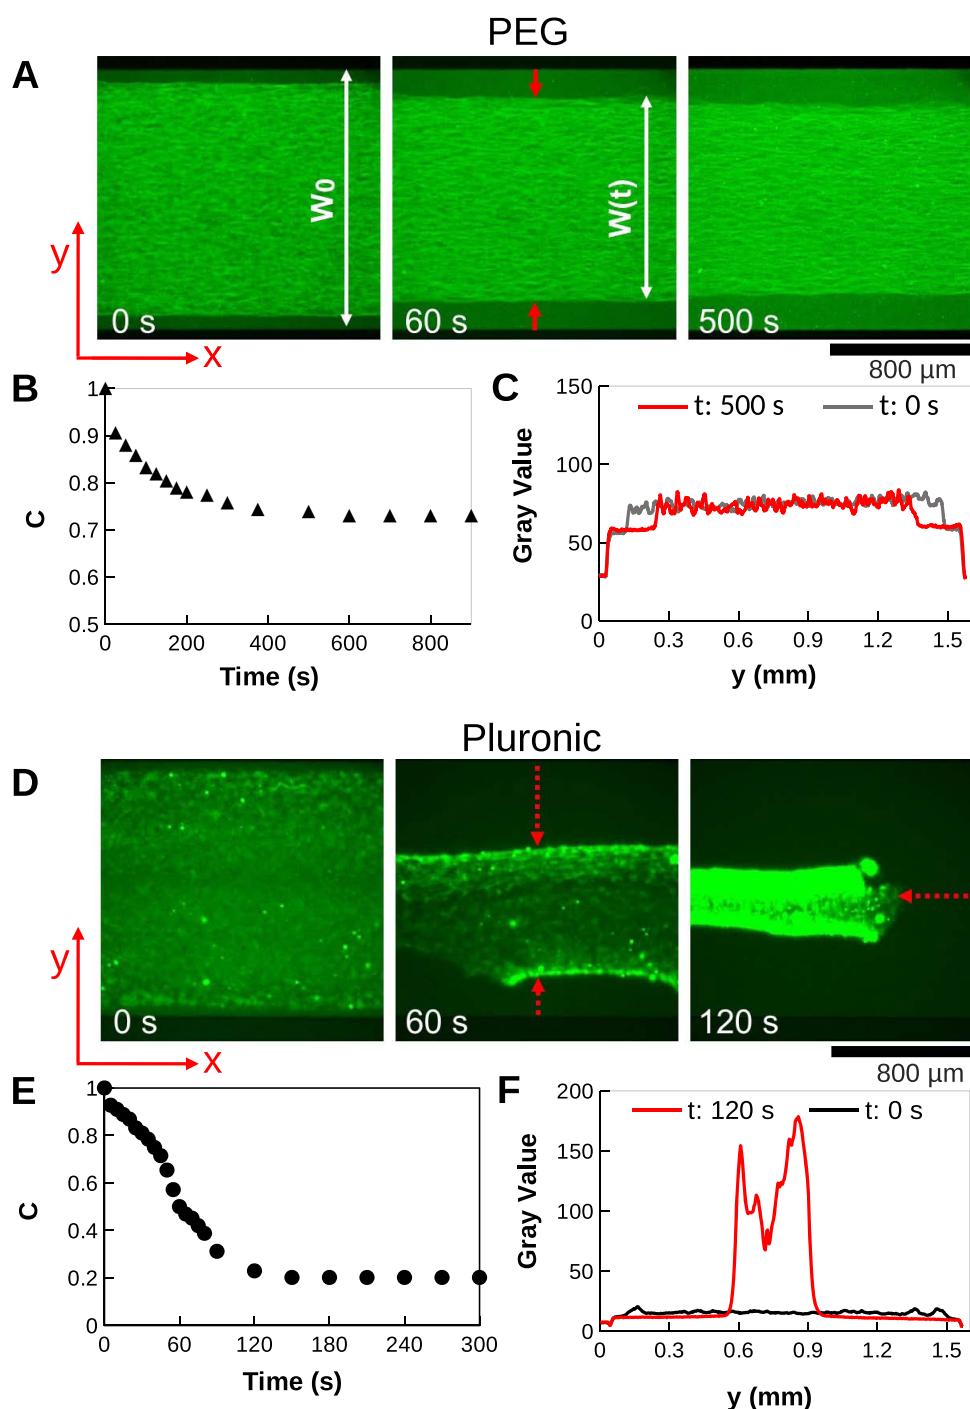 PEG
A
W0
W(t)
y
0 s
60 s
500 s
x
800 µm
B
1
0.9
0.8
0.7
0.6
0.5
C
0
200
400
600
800
Time (s)
C
150
100
50
0
Gray Value
t: 500 s
t: 0 s
0
0.3
0.6
0.9
1.2
1.5
y (mm)
Pluronic
D
y
0 s
60 s
120 s
x
800 µm
E
1
0.8
0.6
0.4
0.2
0
C
0
60
120
180
240
300
Time (s)
F
200
150
100
50
0
Gray Value
t: 120 s
t: 0 s
0
0.3
0.6
0.9
1.2
1.5
y (mm)